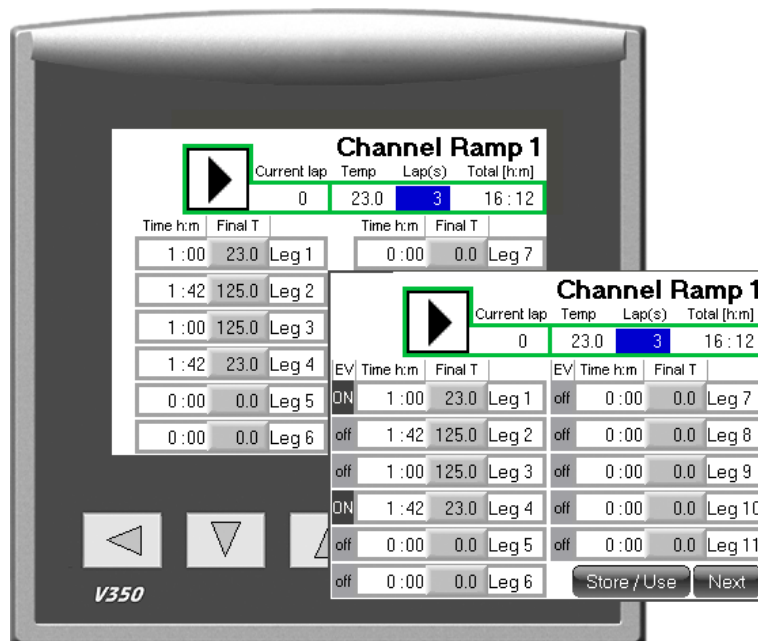 Channel Ramp 1
Current lap Temp Lap(s) Total [h:m]
0 23.0 3 16:12
Time h:m Final T Time h:m Final T
1:00 23.0 Leg 1 0:00 0.0 Leg 7
1:42 125.0 Leg 2
1:00 125.0 Leg 3
1:42 23.0 Leg 4
0:00 0.0 Leg 5
0:00 0.0 Leg 6
Channel Ramp 1
Current lap Temp Lap(s) Total [h:m]
0 23.0 3 16:12
EV Time h:m Final T EV Time h:m Final T
ON 1:00 23.0 Leg 1 off 0:00 0.0 Leg 7
off 1:42 125.0 Leg 2 off 0:00 0.0 Leg 8
off 1:00 125.0 Leg 3 off 0:00 0.0 Leg 9
ON 1:42 23.0 Leg 4 off 0:00 0.0 Leg 10
off 0:00 0.0 Leg 5 off 0:00 0.0 Leg 11
off 0:00 0.0 Leg 6 Store / Use Next
V350